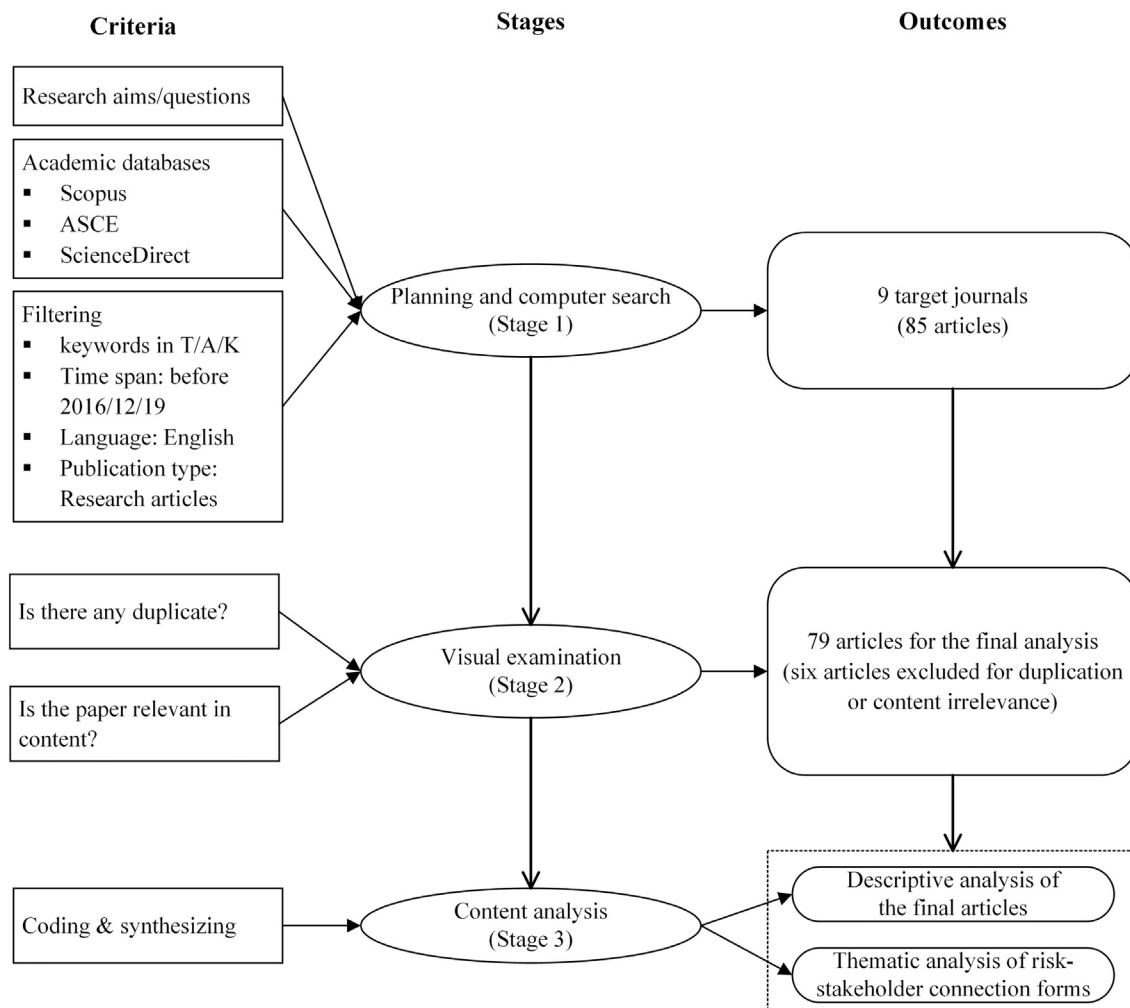 Criteria
Stages
Outcomes
Research aims/questions
Academic databases
▪ Scopus
▪ ASCE
▪ ScienceDirect
Filtering
▪ keywords in T/A/K
▪ Time span: before
2016/12/19
▪ Language: English
▪ Publication type:
Research articles
Planning and computer search
(Stage 1)
9 target journals
(85 articles)
Is there any duplicate?
Is the paper relevant in
content?
Visual examination
(Stage 2)
79 articles for the final analysis
(six articles excluded for duplication
or content irrelevance)
Coding & synthesizing
Content analysis
(Stage 3)
Descriptive analysis of
the final articles
Thematic analysis of risk-
stakeholder connection forms